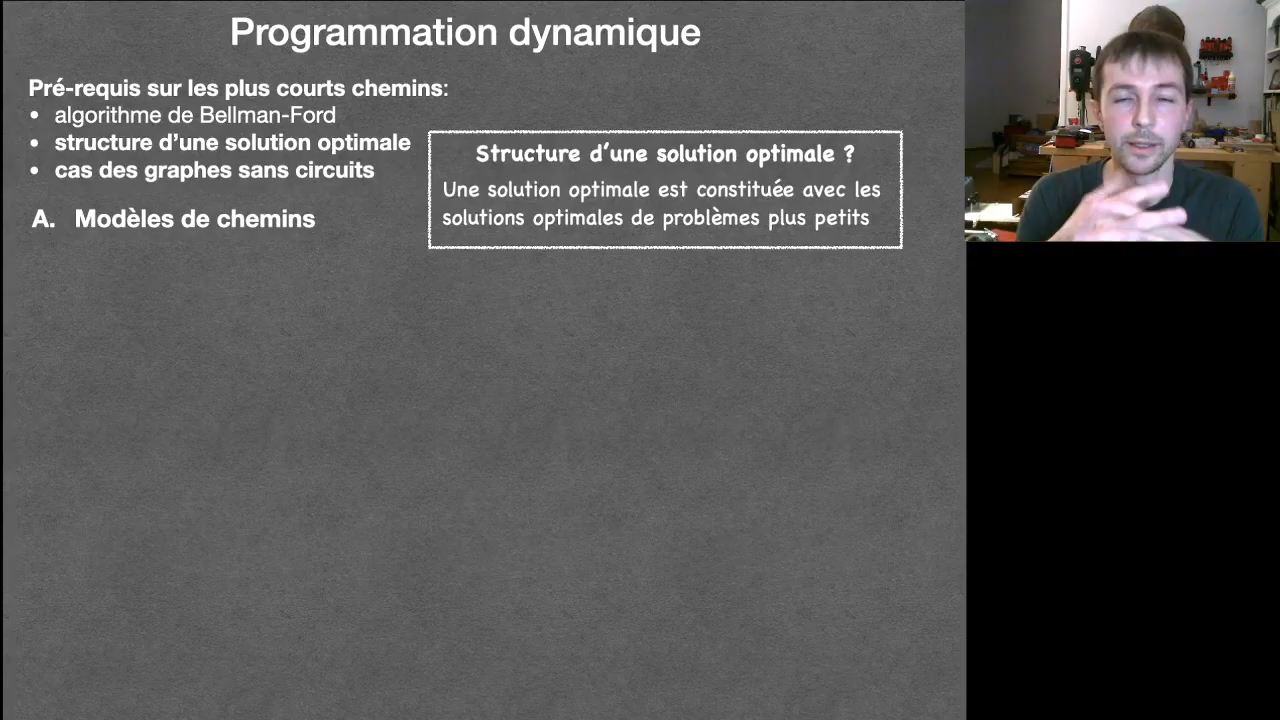 Programmation dynamique
Pré-requis sur les plus courts chemins:
• algorithme de Bellman-Ford
• structure d'une solution optimale
• cas des graphes sans circuits
A. Modèles de chemins
Structure d'une solution optimale ?
Une solution optimale est constituée avec les
solutions optimales de problèmes plus petits